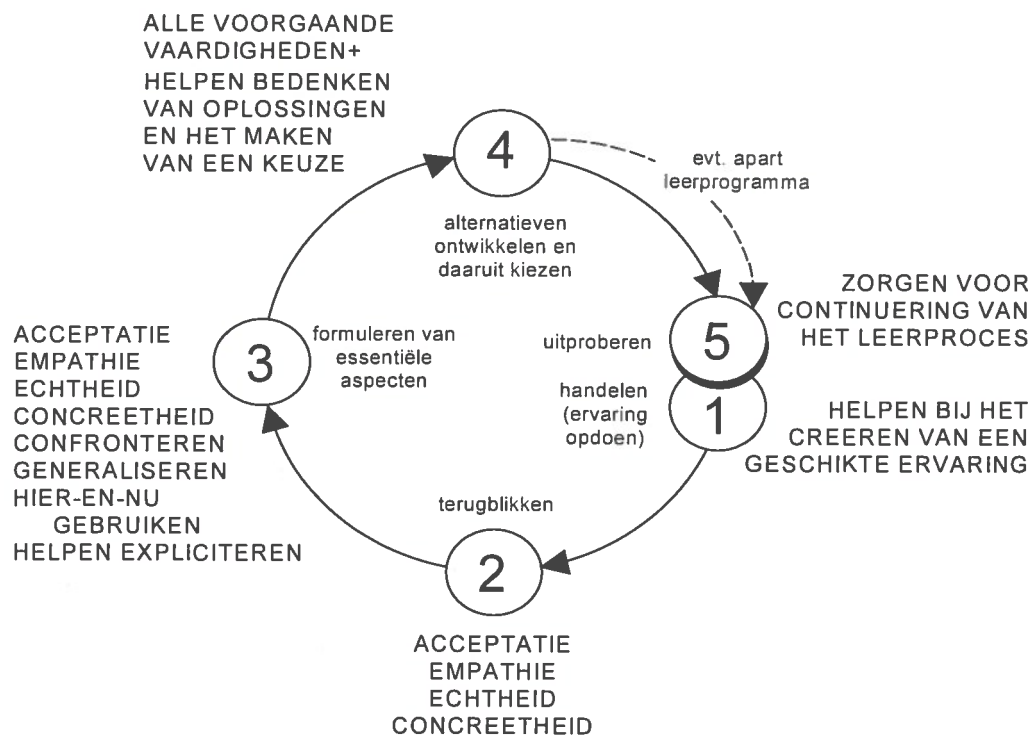 ALLE VOORGAANDE
VAARDIGHEDEN+
HELPEN BEDENKEN
VAN OPLOSSINGEN
EN HET MAKEN
VAN EEN KEUZE
4
evt. apart
leerprogramma
alternatieven
ontwikkelen en
daaruit kiezen
ZORGEN VOOR
CONTINUERING VAN
HET LEERPROCES
5
uitproberen
1
handelen
(ervaring
opdoen)
HELPEN BIJ HET
CREEREN VAN EEN
GESCHIKTE ERVARING
3
formuleren van
essentiële
aspecten
ACCEPTATIE
EMPATHIE
ECHTHEID
CONCREETHEID
CONFRONTEREN
GENERALISEREN
HIER-EN-NU
GEBRUIKEN
HELPEN EXPLICITEREN
terugblikken
2
ACCEPTATIE
EMPATHIE
ECHTHEID
CONCREETHEID